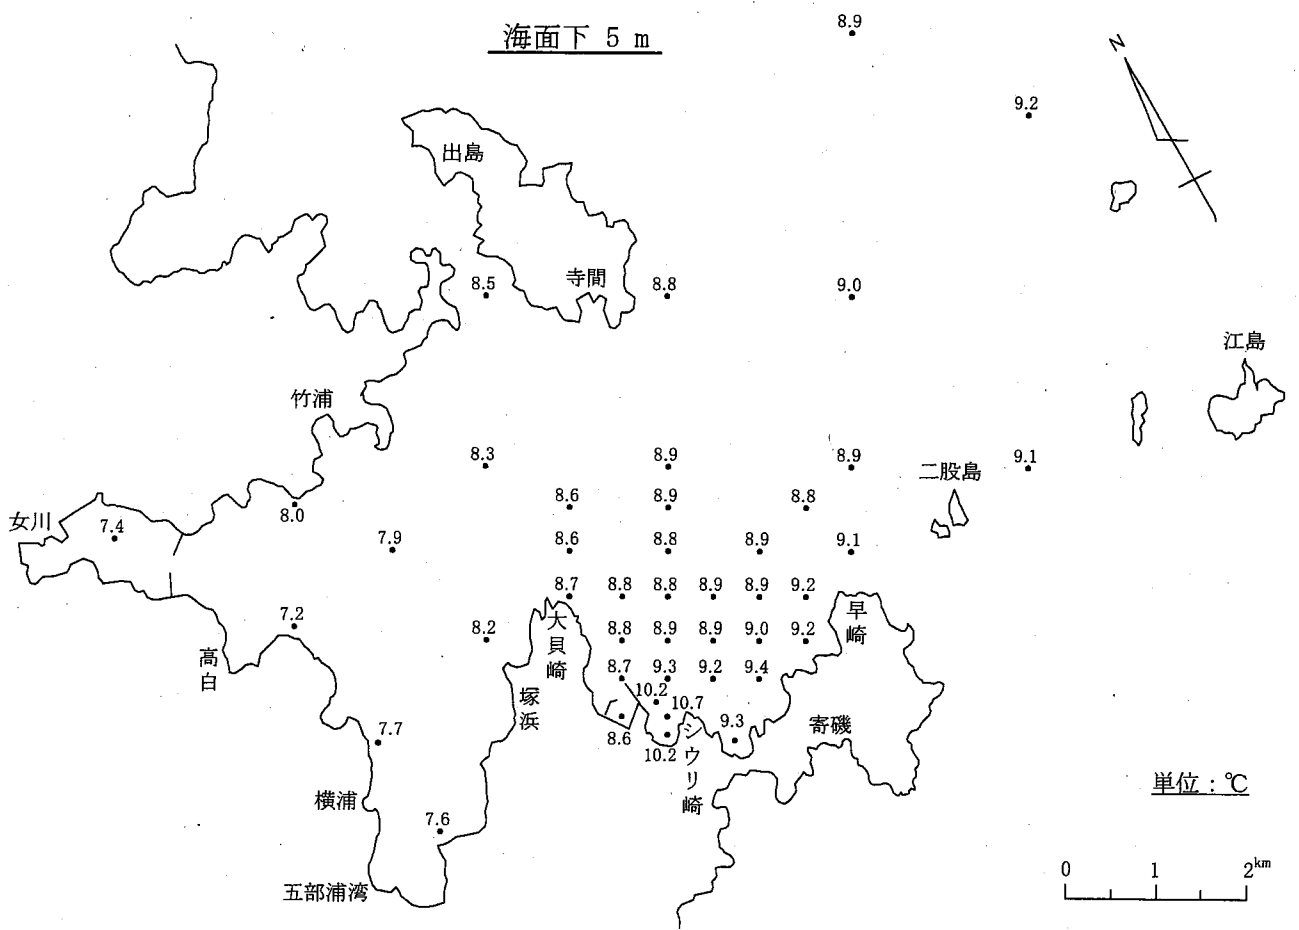 海面下 5 m
8.9
N
9.2
出島
寺間
8.5
8.8
9.0
江島
竹浦
8.3
8.9
8.9
9.1
二股島
8.6
8.9
8.8
8.0
女川
7.4
7.9
8.6
8.8
8.9
9.1
8.7
8.8
8.8
8.9
8.9
9.2
大貝崎
早崎
7.2
8.2
8.8
8.9
8.9
9.0
9.2
高白
8.7
9.3
9.2
9.4
塚浜
10.2
10.7
8.6
10.2
9.3
シウリ崎
寄磯
7.7
横浦
7.6
五部浦湾
単位：℃
0 1 2km